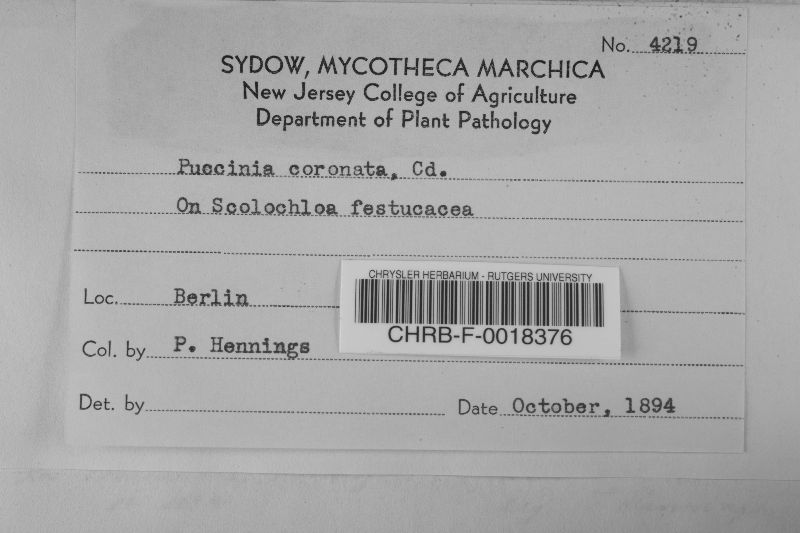 No. 4219
SYDOW, MYCOTHECA MARCHICA
New Jersey College of Agriculture
Department of Plant Pathology
Puccinia coronata, Cd.
On Scolochloa festucacea
CHRYSLER HERBARIUM - RUTGERS UNIVERSITY
Loc. Berlin
CHRB-F-0018376
Col. by P. Hennings
Det. by
Date October, 1894